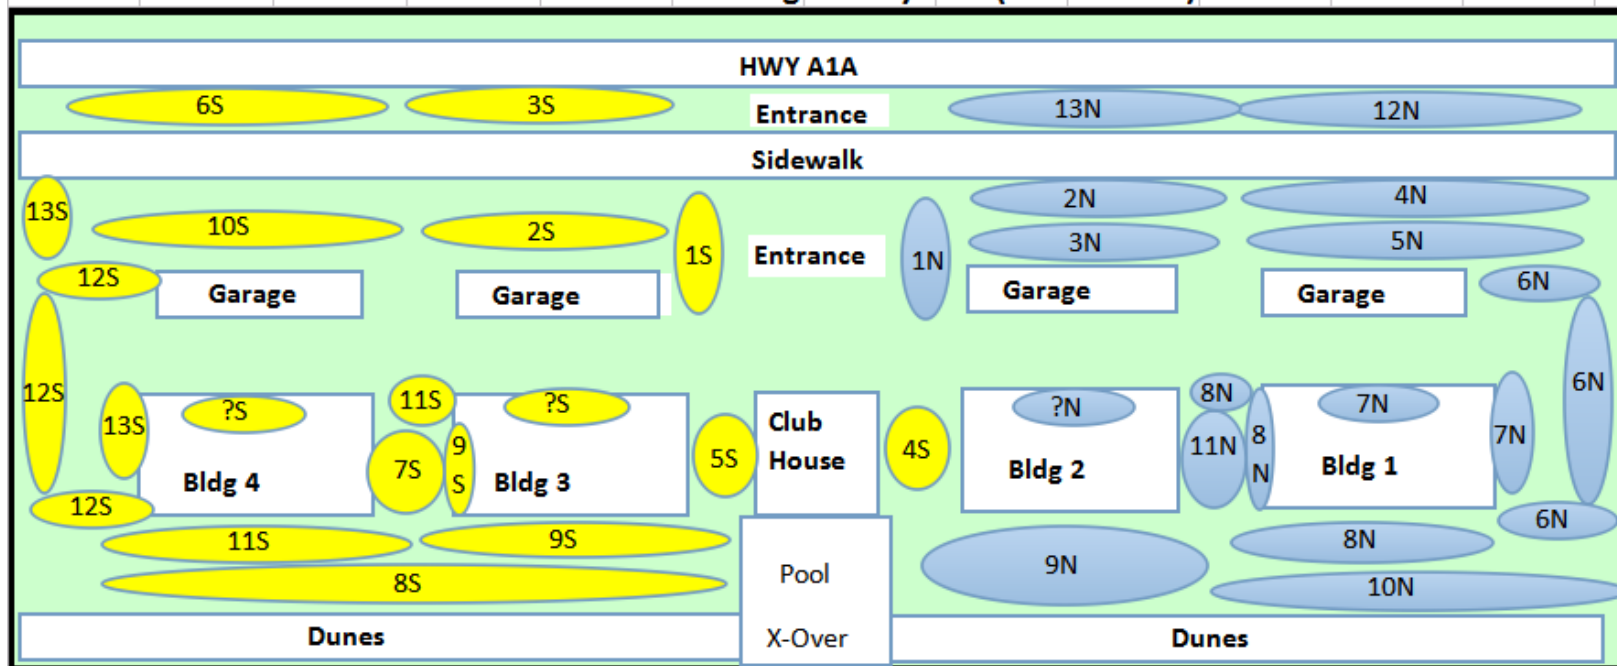 HWY A1A
6S
3S
Entrance
13N
12N
Sidewalk
13S
10S
2S
1S
Entrance
1N
2N
4N
3N
5N
12S
Garage
Garage
Garage
Garage
6N
12S
13S
?S
11S
?S
Club
House
5S
4S
?N
8N
7N
7N
6N
7S
9
S
11N
8
N
Bldg 4
Bldg 3
Bldg 2
Bldg 1
12S
6N
11S
9S
8S
Pool
X-Over
9N
8N
10N
Dunes
Dunes